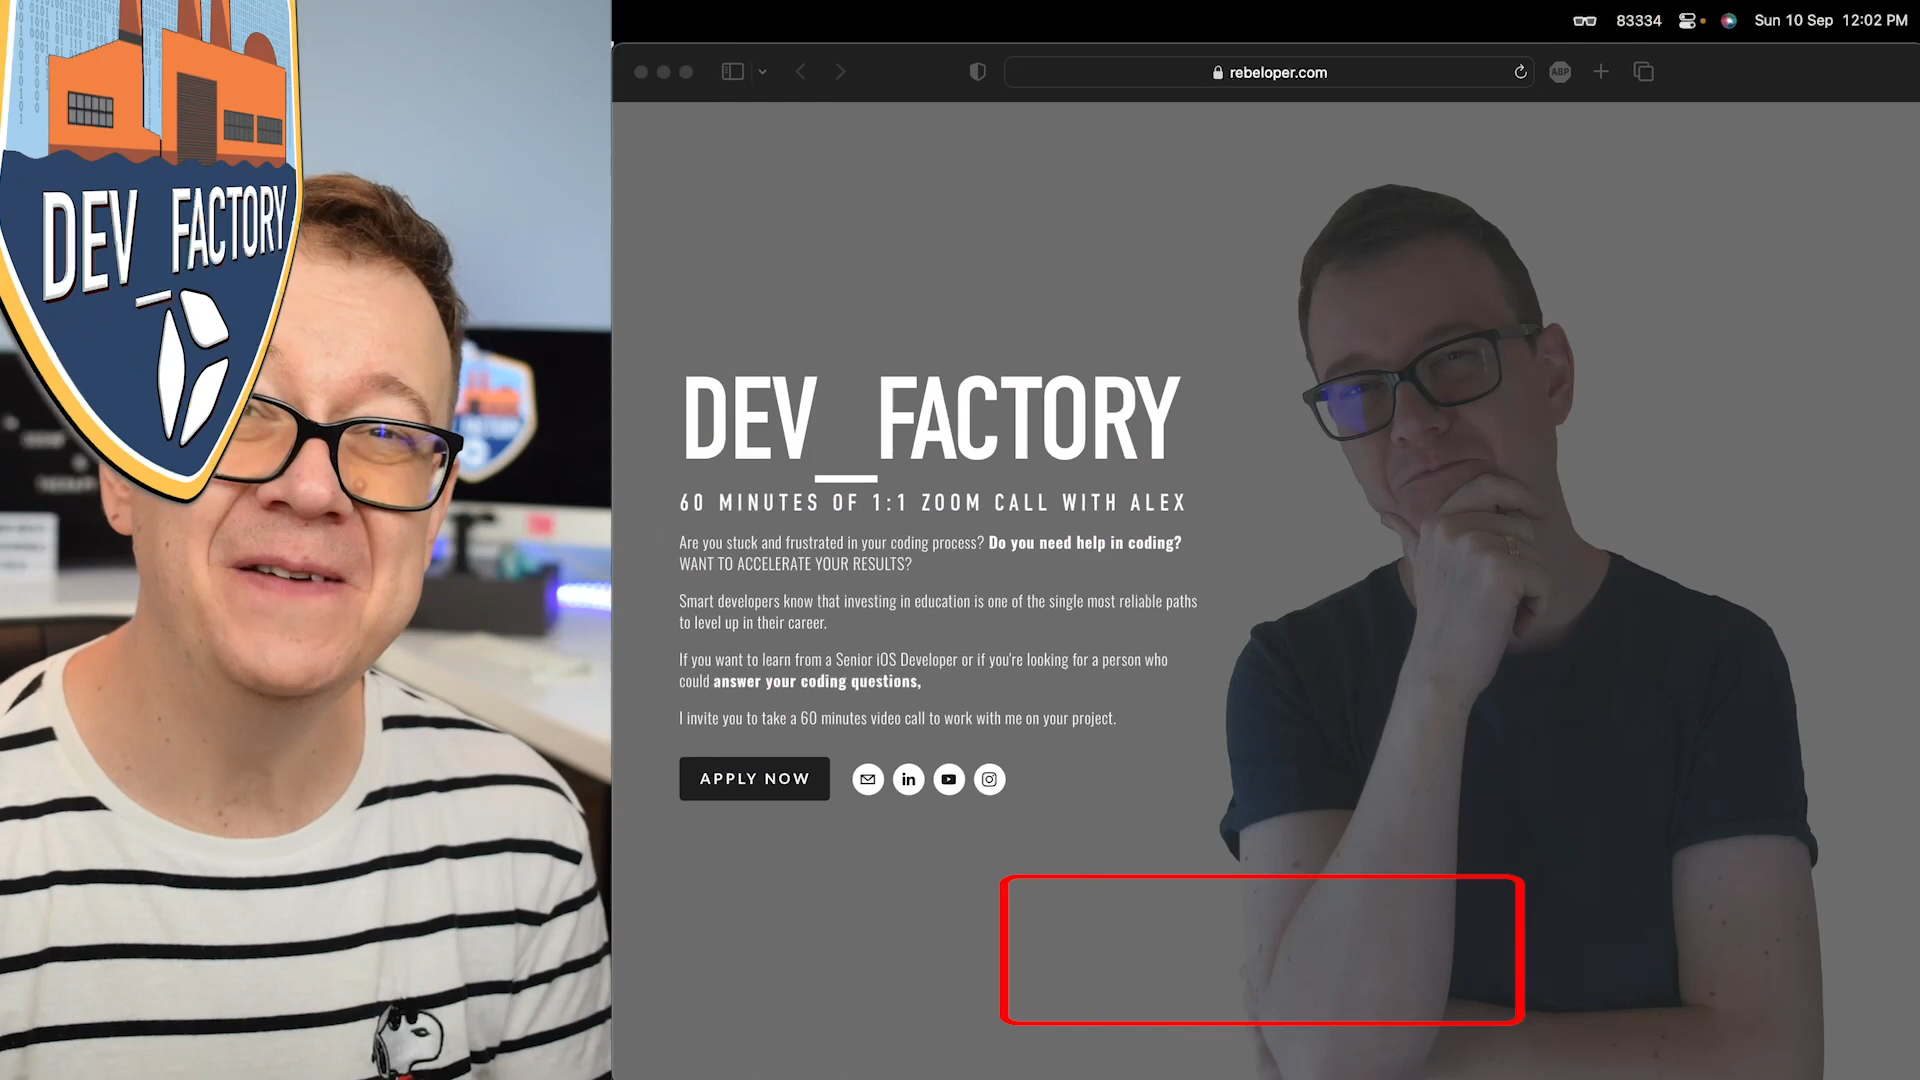 DEV_FACTORY
83334
Sun 10 Sep 12:02 PM
rebeloper.com
ABP
DEV_FACTORY
60 MINUTES OF 1:1 ZOOM CALL WITH ALEX
Are you stuck and frustrated in your coding process? Do you need help in coding?
WANT TO ACCELERATE YOUR RESULTS?
Smart developers know that investing in education is one of the single most reliable paths
to level up in their career.
If you want to learn from a Senior iOS Developer or if you're looking for a person who
could answer your coding questions,
I invite you to take a 60 minutes video call to work with me on your project.
APPLY NOW
in